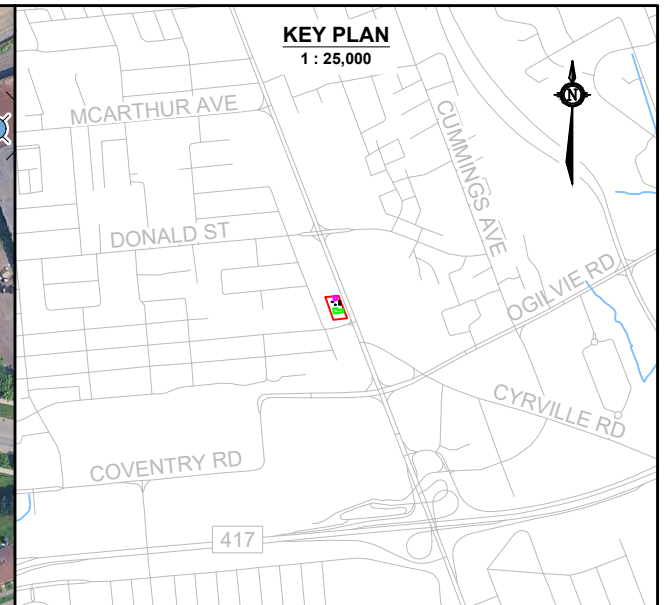 KEY PLAN
1 : 25,000
N
MCARTHUR AVE
CUMMINGS AVE
DONALD ST
OGILVIE RD
CYRVILLE RD
COVENTRY RD
417